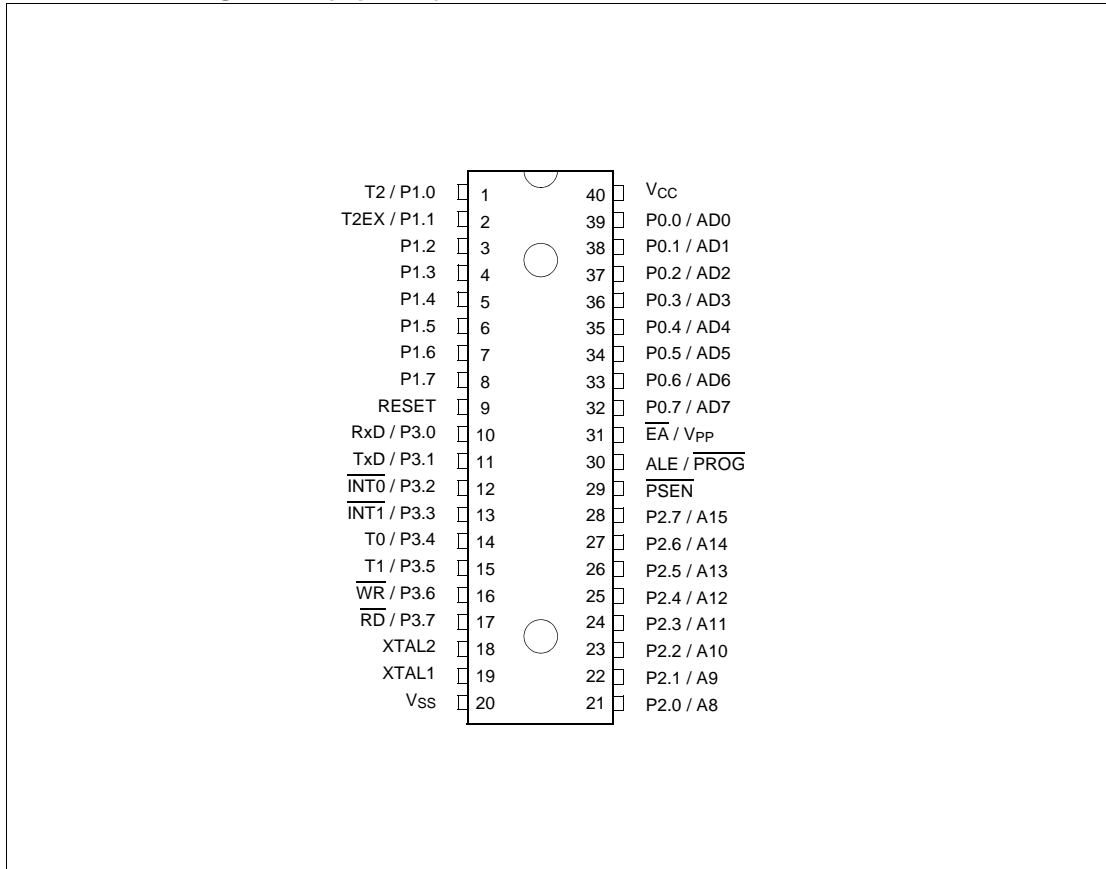 T2 / P1.0 1 40 VCC
T2EX / P1.1 2 39 P0.0 / AD0
P1.2 3 38 P0.1 / AD1
P1.3 4 37 P0.2 / AD2
P1.4 5 36 P0.3 / AD3
P1.5 6 35 P0.4 / AD4
P1.6 7 34 P0.5 / AD5
P1.7 8 33 P0.6 / AD6
RESET 9 32 P0.7 / AD7
RxD / P3.0 10 31 EA / VPP
TxD / P3.1 11 30 ALE / PROG
INT0 / P3.2 12 29 PSEN
INT1 / P3.3 13 28 P2.7 / A15
T0 / P3.4 14 27 P2.6 / A14
T1 / P3.5 15 26 P2.5 / A13
WR / P3.6 16 25 P2.4 / A12
RD / P3.7 17 24 P2.3 / A11
XTAL2 18 23 P2.2 / A10
XTAL1 19 22 P2.1 / A9
VSS 20 21 P2.0 / A8